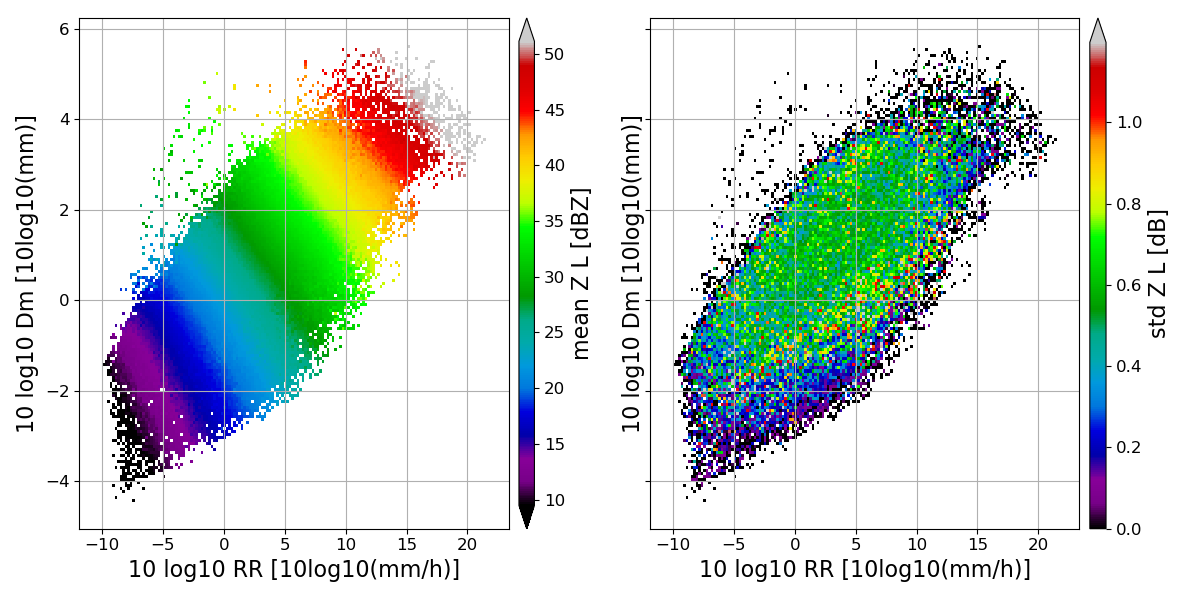 6
4
2
0
−2
−4
10 log10 Dm [10log10(mm)]
−10 −5 0 5 10 15 20
10 log10 RR [10log10(mm/h)]
50
45
40
35
30
25
20
15
10
mean Z L [dBZ]
10 log10 Dm [10log10(mm)]
−10 −5 0 5 10 15 20
10 log10 RR [10log10(mm/h)]
1.0
0.8
0.6
0.4
0.2
0.0
std Z L [dB]